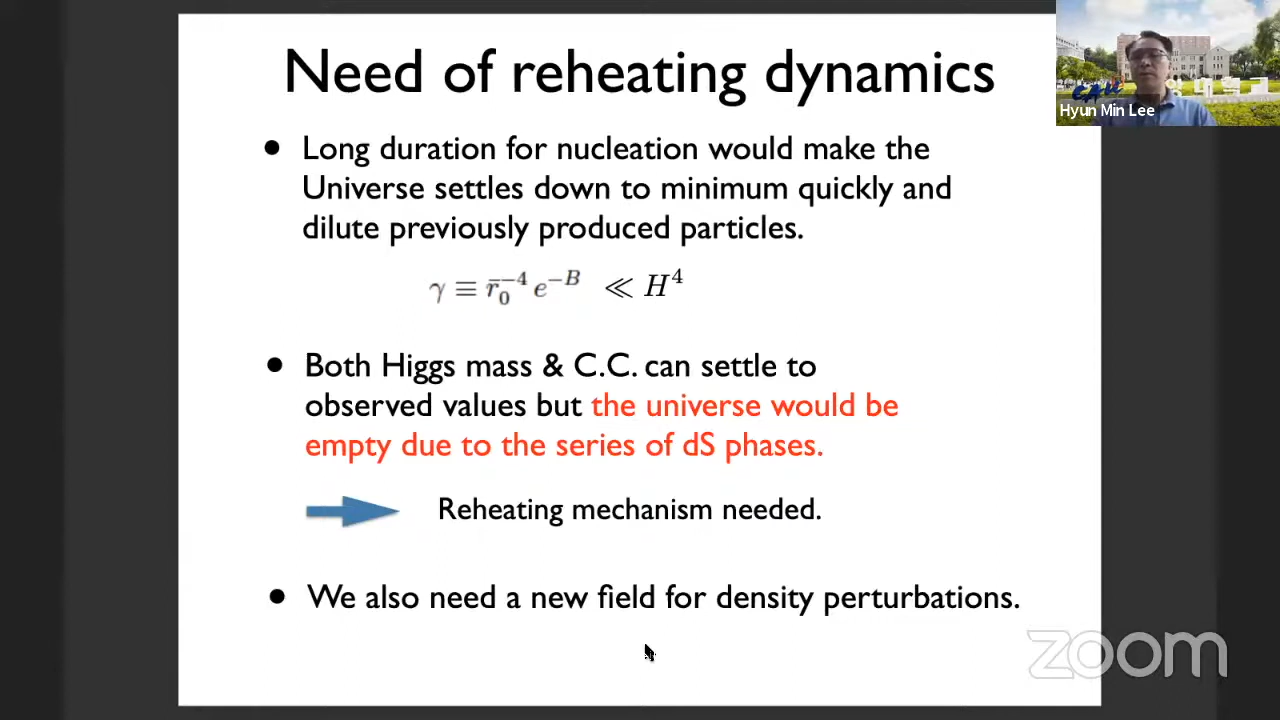 Need of reheating dynamics
Hyun Min Lee
• Long duration for nucleation would make the
Universe settles down to minimum quickly and
dilute previously produced particles.
γ ≡ r̄₀⁻⁴ e⁻ᴮ ≪ H⁴
• Both Higgs mass & C.C. can settle to
observed values but the universe would be
empty due to the series of dS phases.
Reheating mechanism needed.
• We also need a new field for density perturbations.
zoom